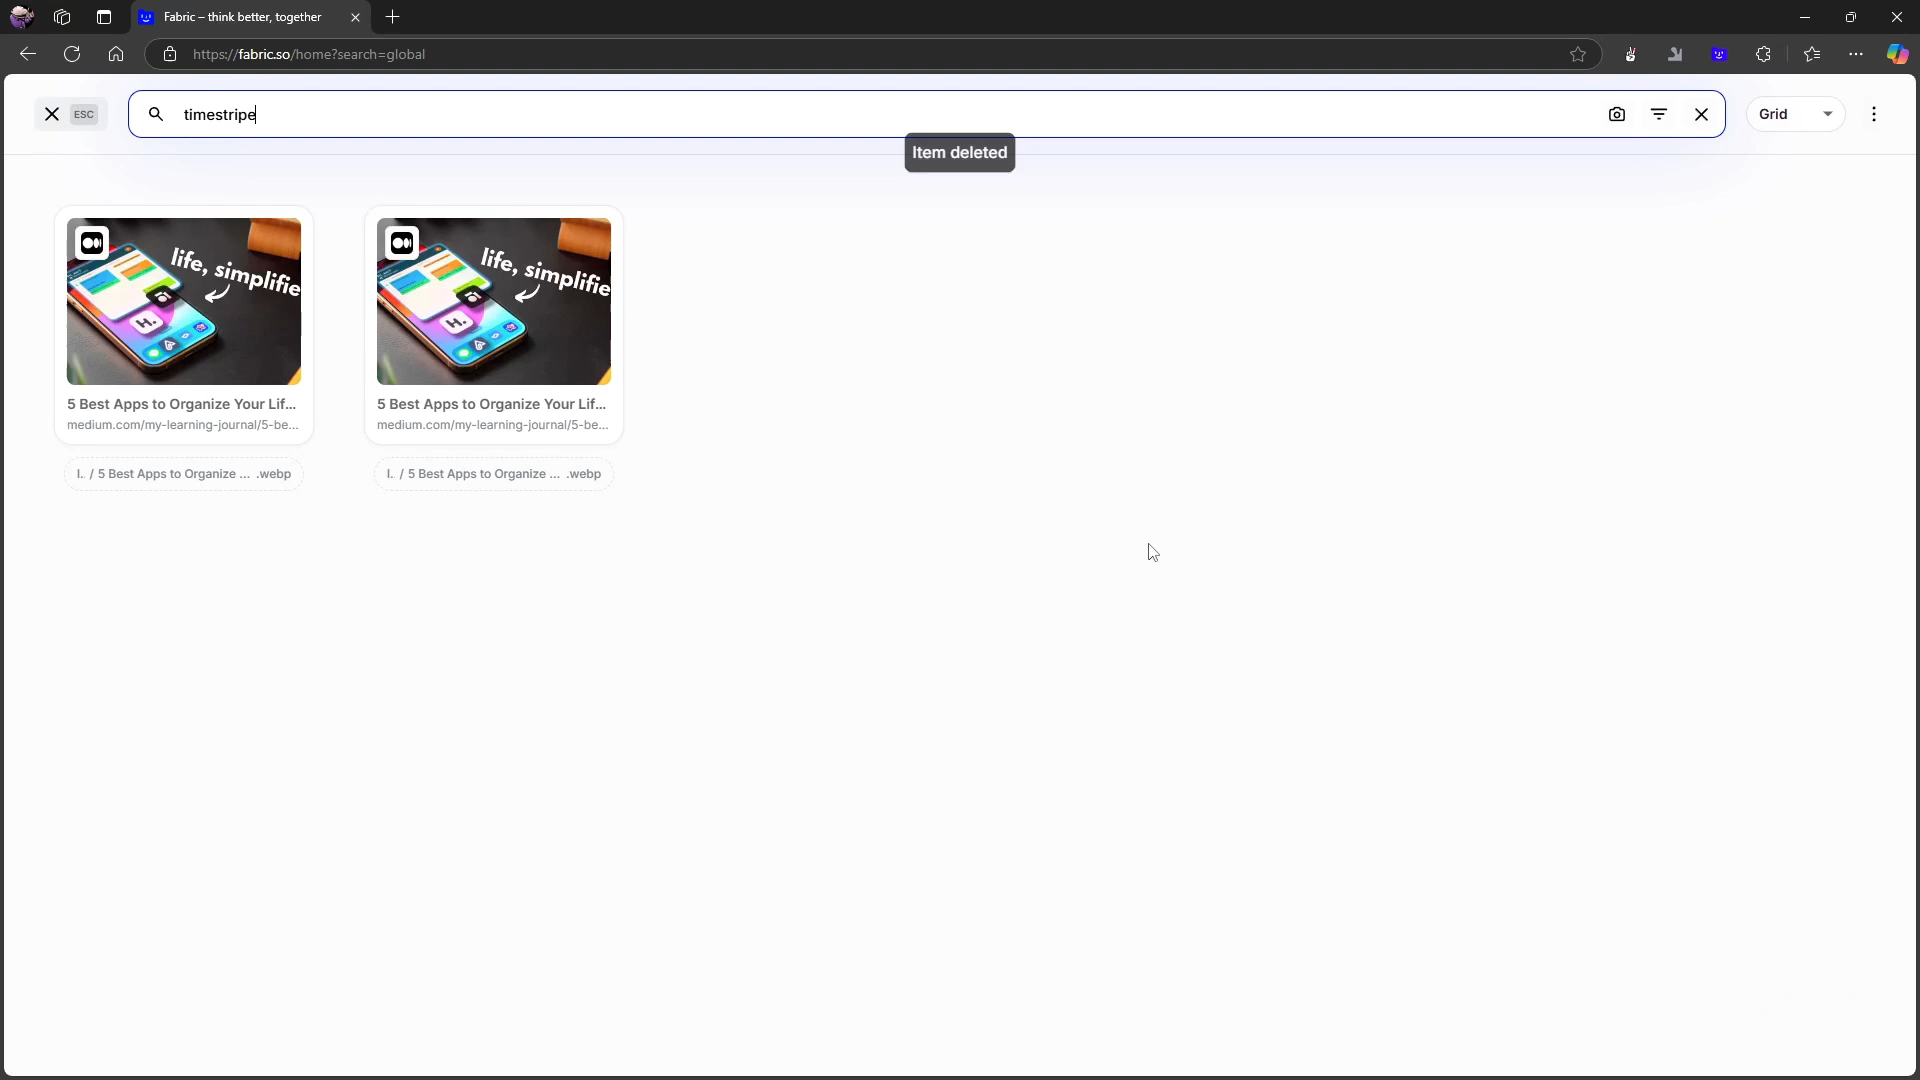 Fabric – think better, together
https://fabric.so/home?search=global
ESC
timestripe
Grid
Item deleted
life, simplifie
life, simplifie
H.
H.
5 Best Apps to Organize Your Lif...
5 Best Apps to Organize Your Lif...
medium.com/my-learning-journal/5-be...
medium.com/my-learning-journal/5-be...
I.. / 5 Best Apps to Organize ... .webp
I.. / 5 Best Apps to Organize ... .webp